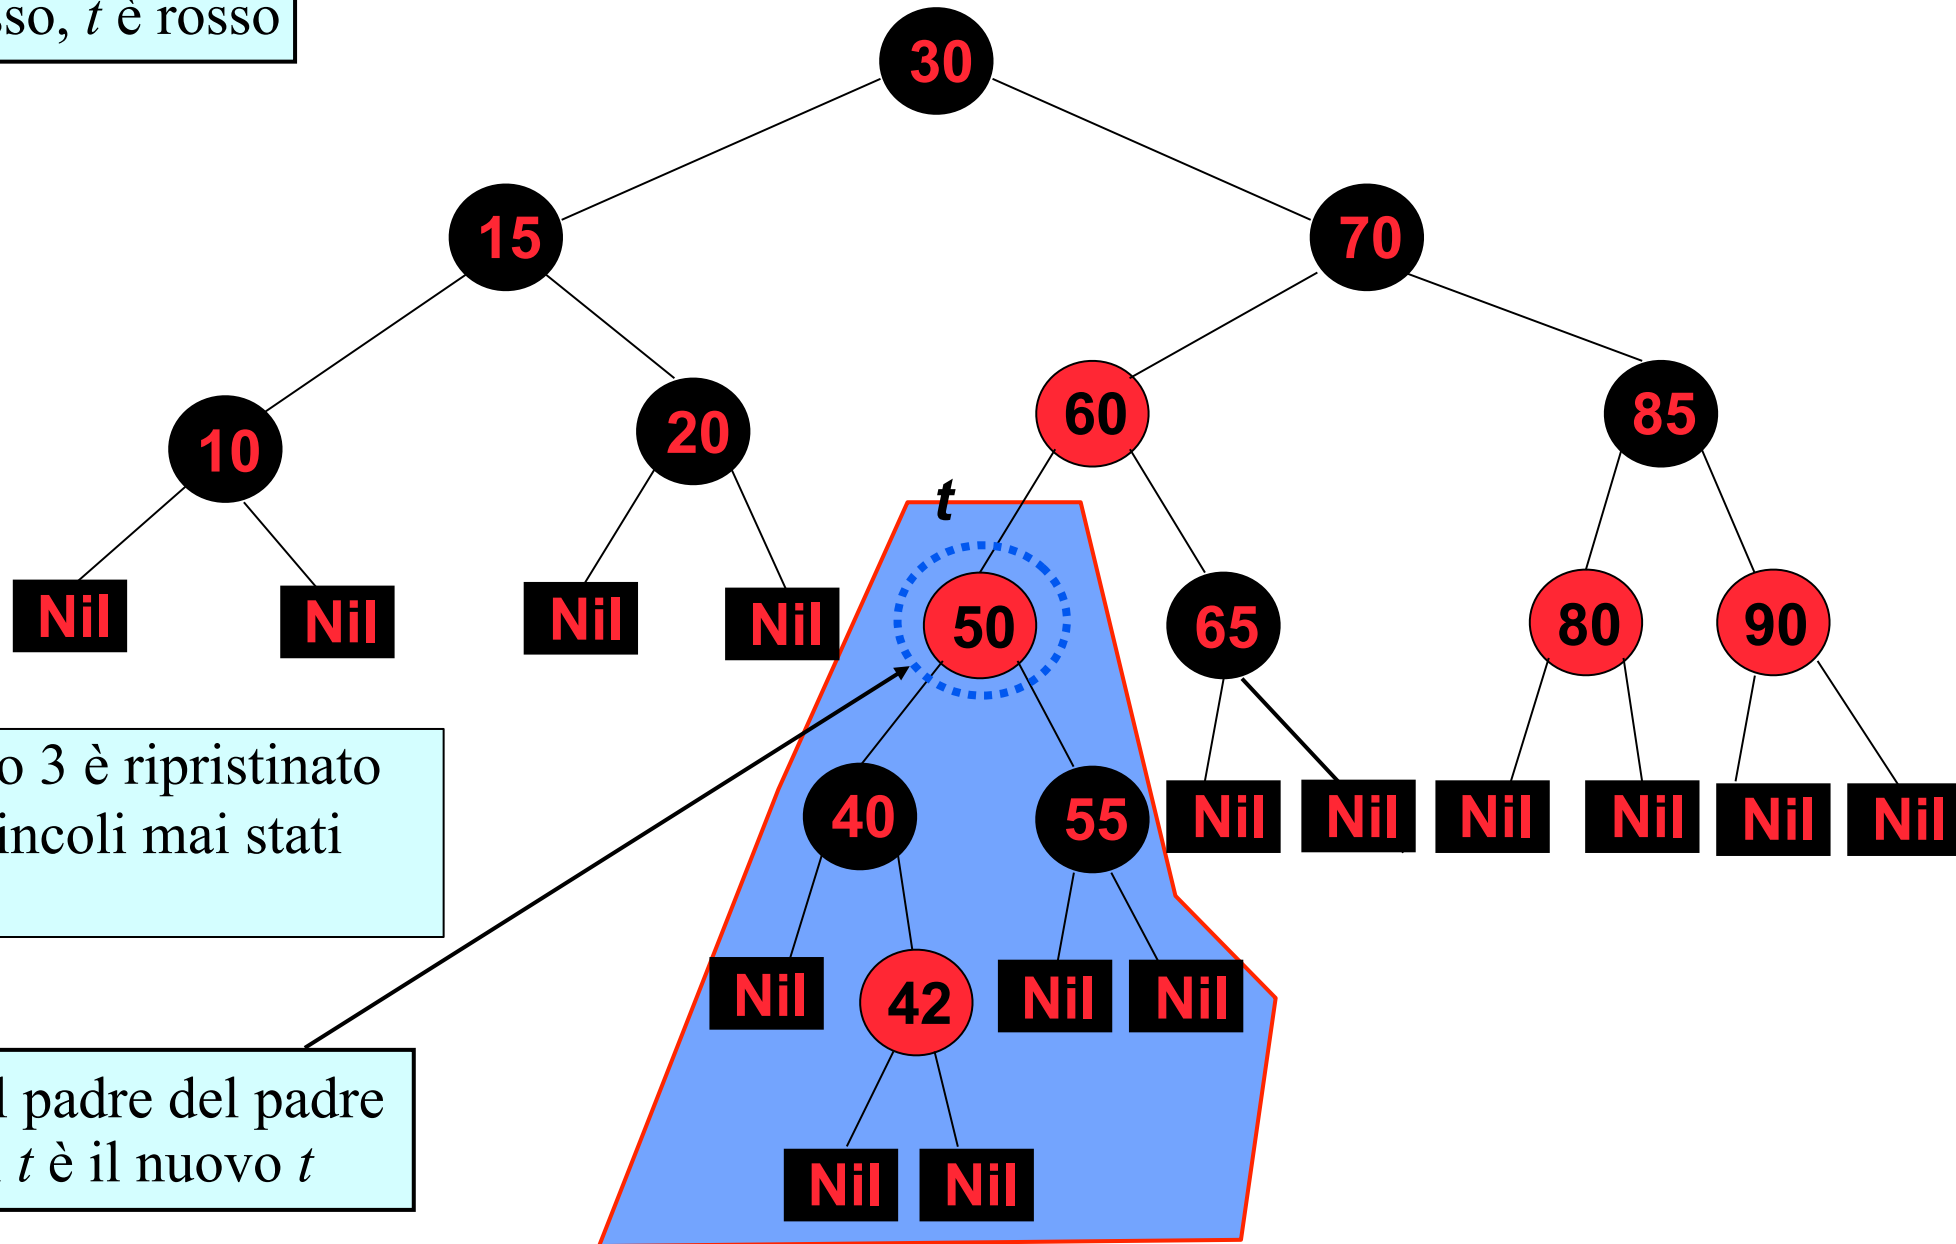 sso, t è rosso
30
15
70
10
20
60
85
t
50
65
80
90
Nil
Nil
Nil
Nil
o 3 è ripristinato
incoli mai stati
40
55
Nil
Nil
Nil
Nil
Nil
Nil
Nil
42
Nil
Nil
l padre del padre
t è il nuovo t
Nil
Nil